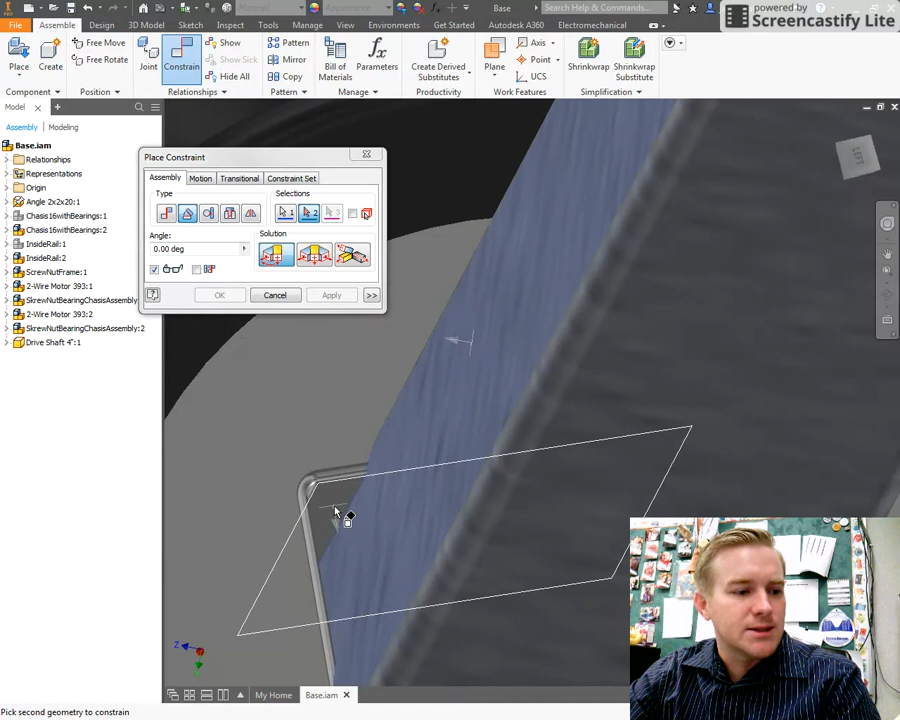 Material
Appearance
Base
Search Help & Commands...
powered by
Screencastify Lite
File
Assemble
Design
3D Model
Sketch
Inspect
Tools
View
Environments
Get Started
Autodesk A360
Electromechanical
Place
Create
Free Move
Free Rotate
Joint
Constrain
Show
Show Sick
Hide All
Pattern
Mirror
Copy
Bill of
Materials
Parameters
Create Derived
Substitutes
Plane
Axis
Point
UCS
Shrinkwrap
Shrinkwrap
Substitute
Component
Position
Relationships
Pattern
Manage
Productivity
Work Features
Simplification
Model
Assembly
Modeling
Base.iam
Relationships
Representations
Origin
Angle 2x2x20:1
Chasis16withBearings:1
Chasis16withBearings:2
InsideRail:1
InsideRail:2
ScrewNutFrame:1
2-Wire Motor 393:1
SkrewNutBearingChasisAssembly
2-Wire Motor 393:2
SkrewNutBearingChasisAssembly:2
Drive Shaft 4":1
Place Constraint
Assembly
Motion
Transitional
Constraint Set
Type
Selections
1
2
3
Angle:
0.00 deg
Solution
OK
Cancel
Apply
>>
LEFT
Z
My Home
Base.iam
Pick second geometry to constrain